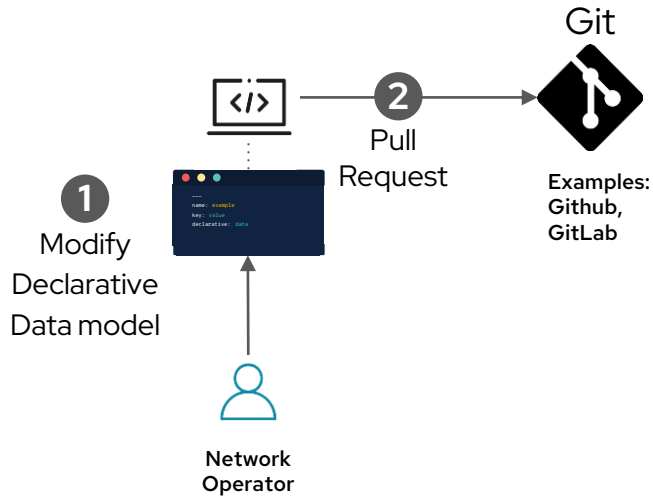 Git
</>
2
Pull
Request
Examples:
Github,
GitLab
1
Modify
Declarative
Data model
---
name: example
key: value
declarative: data
Network
Operator